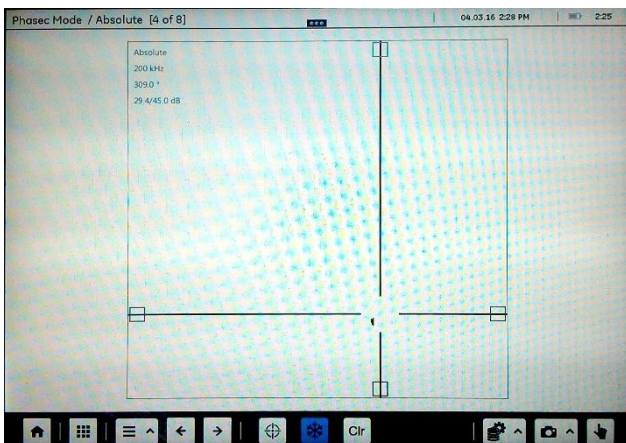 Phasec Mode / Absolute [4 of 8]
04.03.16 2:28 PM
2:25
Absolute
200 kHz
309.0 °
29.4/45.0 dB
Clr